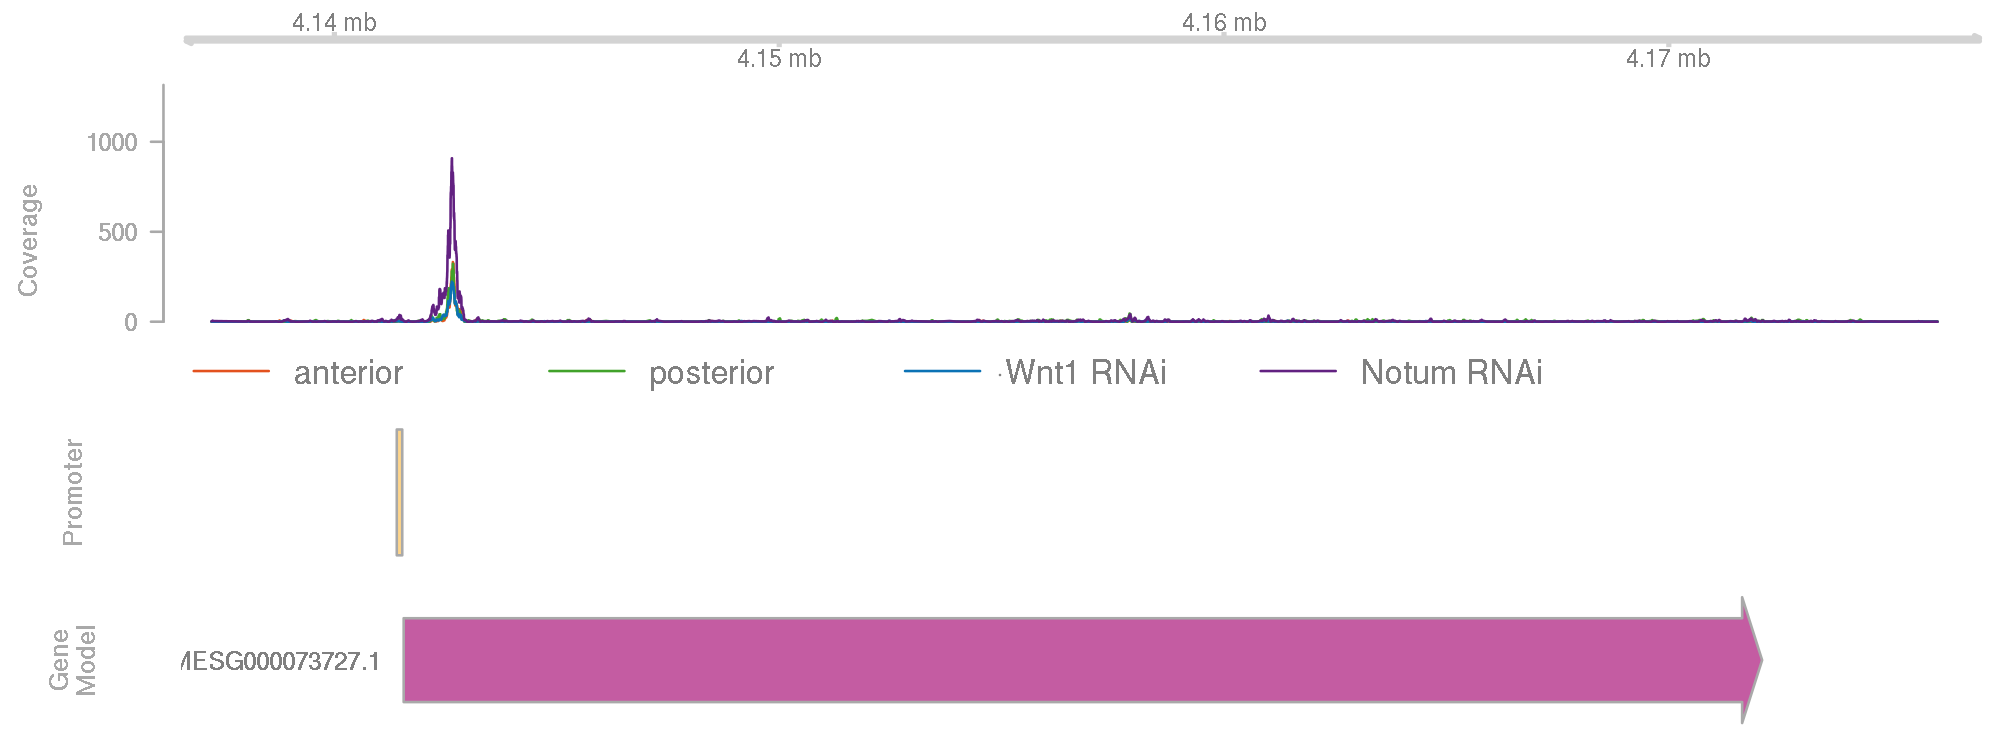 4.14 mb
4.16 mb
4.15 mb
4.17 mb
Coverage
1000
500
0
anterior
posterior
Wnt1 RNAi
Notum RNAi
Promoter
Gene
Model
MESG000073727.1